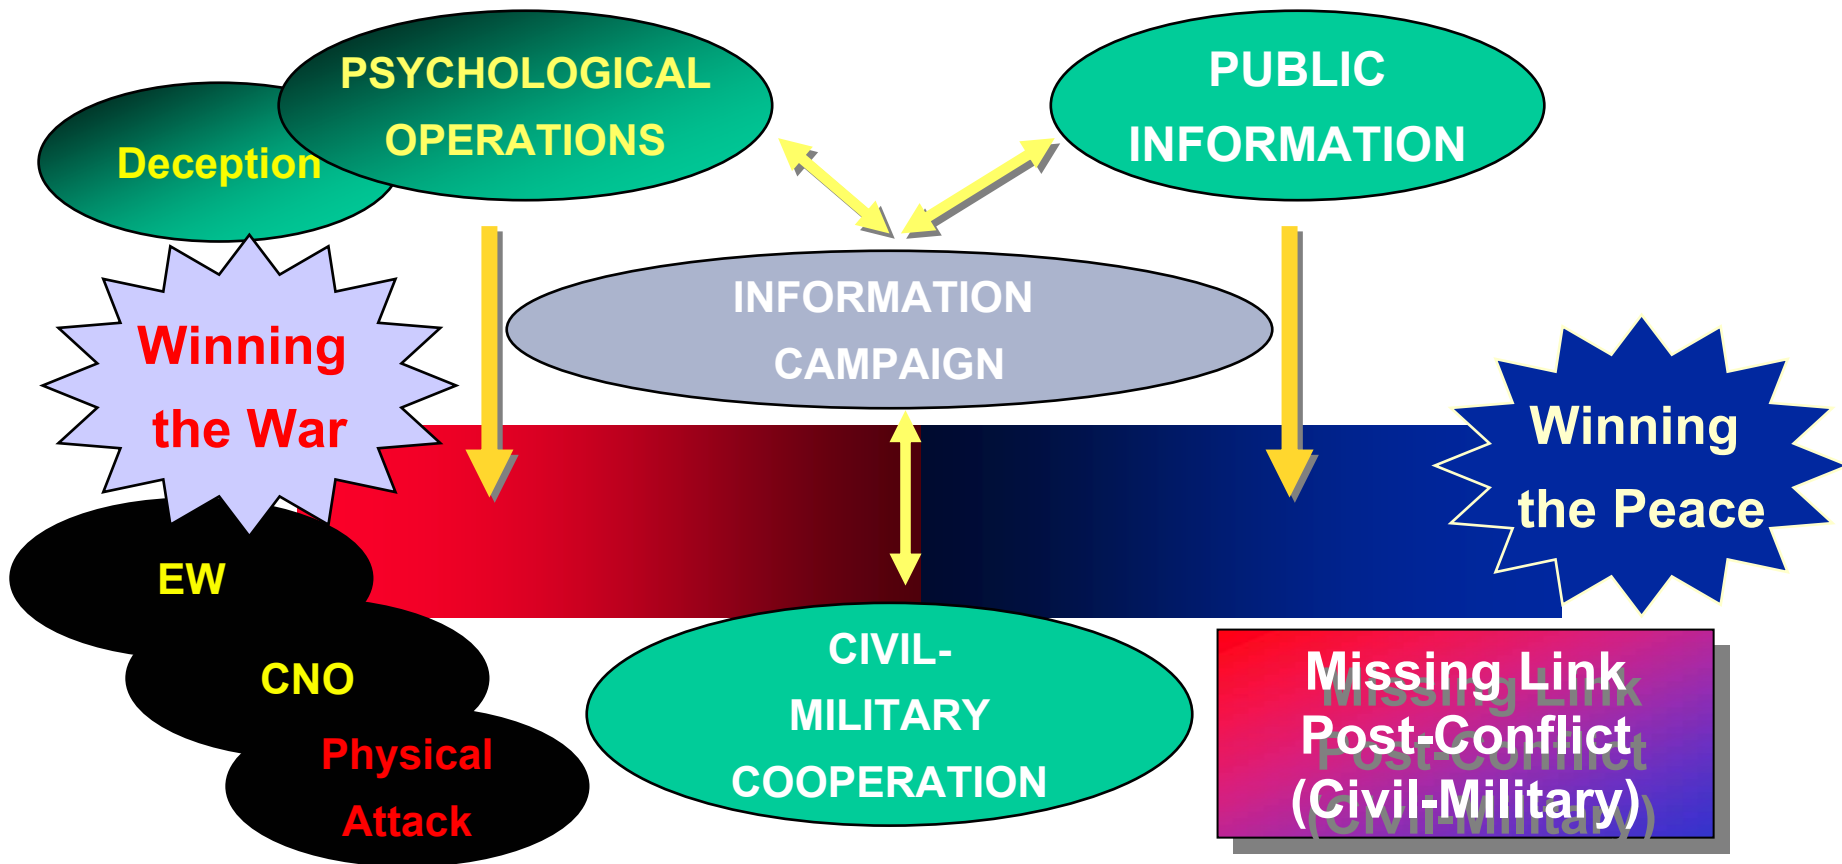 PSYCHOLOGICAL
OPERATIONS
PUBLIC
INFORMATION
Deception
INFORMATION
CAMPAIGN
Winning
the War
Winning
the Peace
EW
CNO
Physical
Attack
CIVIL-
MILITARY
COOPERATION
Missing Link
Post-Conflict
(Civil-Military)